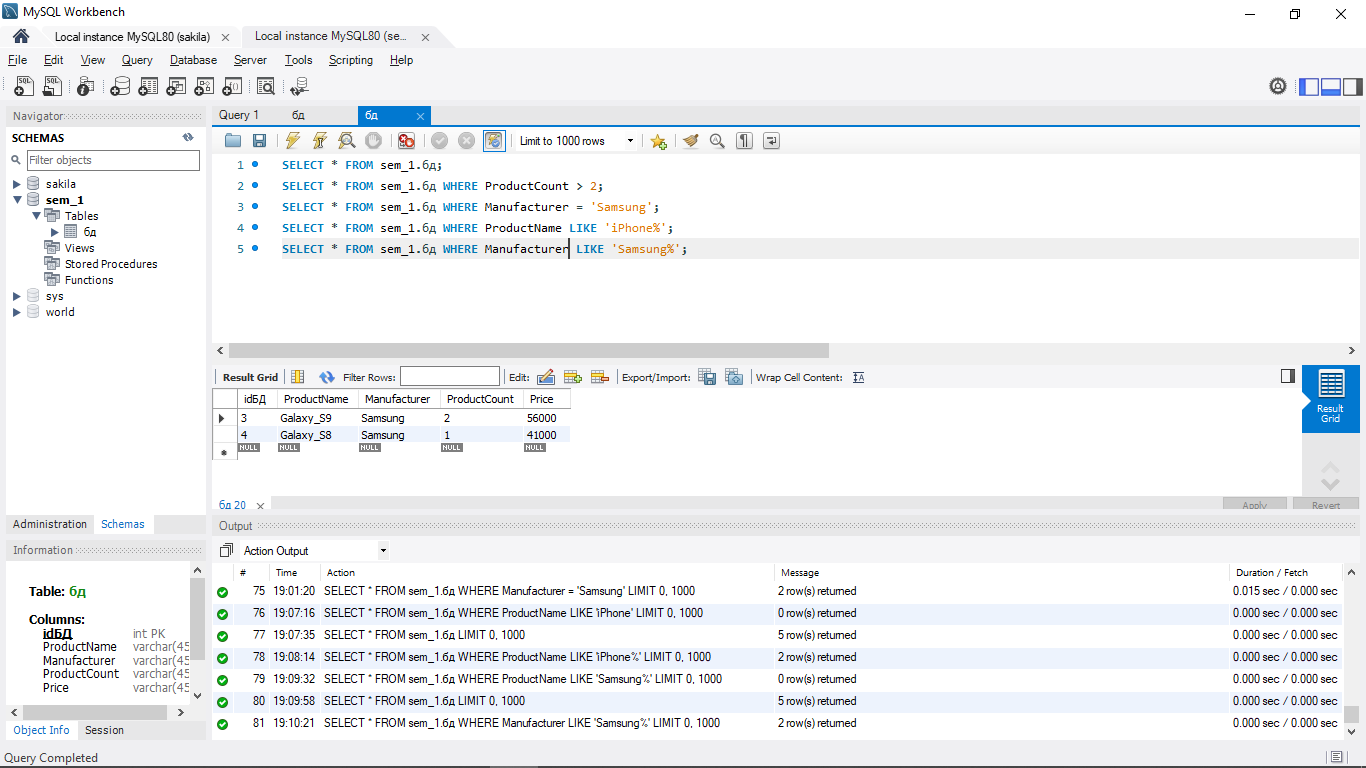 MySQL Workbench
Local instance MySQL80 (sakila)
Local instance MySQL80 (se...
File Edit View Query Database Server Tools Scripting Help
Navigator
SCHEMAS
Filter objects
sakila
sem_1
Tables
бд
Views
Stored Procedures
Functions
sys
world
Administration Schemas
Information
Table: бд
Columns:
idБД int PK
ProductName varchar(45
Manufacturer varchar(45
ProductCount varchar(45
Price varchar(45
Object Info Session
Query 1 бд бд
Limit to 1000 rows
1 SELECT * FROM sem_1.бд;
2 SELECT * FROM sem_1.бд WHERE ProductCount > 2;
3 SELECT * FROM sem_1.бд WHERE Manufacturer = 'Samsung';
4 SELECT * FROM sem_1.бд WHERE ProductName LIKE 'iPhone%';
5 SELECT * FROM sem_1.бд WHERE Manufacturer LIKE 'Samsung%';
Result Grid Filter Rows: Edit: Export/Import: Wrap Cell Content:
idБД ProductName Manufacturer ProductCount Price
3 Galaxy_S9 Samsung 2 56000
4 Galaxy_S8 Samsung 1 41000
NULL NULL NULL NULL NULL
Result
Grid
бд 20
Apply Revert
Output
Action Output
# Time Action Message Duration / Fetch
75 19:01:20 SELECT * FROM sem_1.бд WHERE Manufacturer = 'Samsung' LIMIT 0, 1000 2 row(s) returned 0.015 sec / 0.000 sec
76 19:07:16 SELECT * FROM sem_1.бд WHERE ProductName LIKE 'iPhone' LIMIT 0, 1000 0 row(s) returned 0.000 sec / 0.000 sec
77 19:07:35 SELECT * FROM sem_1.бд LIMIT 0, 1000 5 row(s) returned 0.000 sec / 0.000 sec
78 19:08:14 SELECT * FROM sem_1.бд WHERE ProductName LIKE 'iPhone%' LIMIT 0, 1000 2 row(s) returned 0.000 sec / 0.000 sec
79 19:09:32 SELECT * FROM sem_1.бд WHERE ProductName LIKE 'Samsung%' LIMIT 0, 1000 0 row(s) returned 0.000 sec / 0.000 sec
80 19:09:58 SELECT * FROM sem_1.бд LIMIT 0, 1000 5 row(s) returned 0.000 sec / 0.000 sec
81 19:10:21 SELECT * FROM sem_1.бд WHERE Manufacturer LIKE 'Samsung%' LIMIT 0, 1000 2 row(s) returned 0.000 sec / 0.000 sec
Query Completed